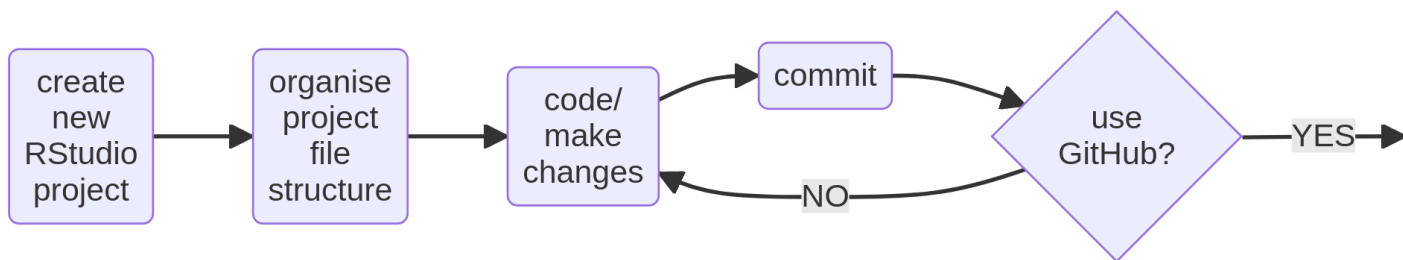 create
new
RStudio
project
organise
project
file
structure
code/
make
changes
commit
use
GitHub?
YES
NO